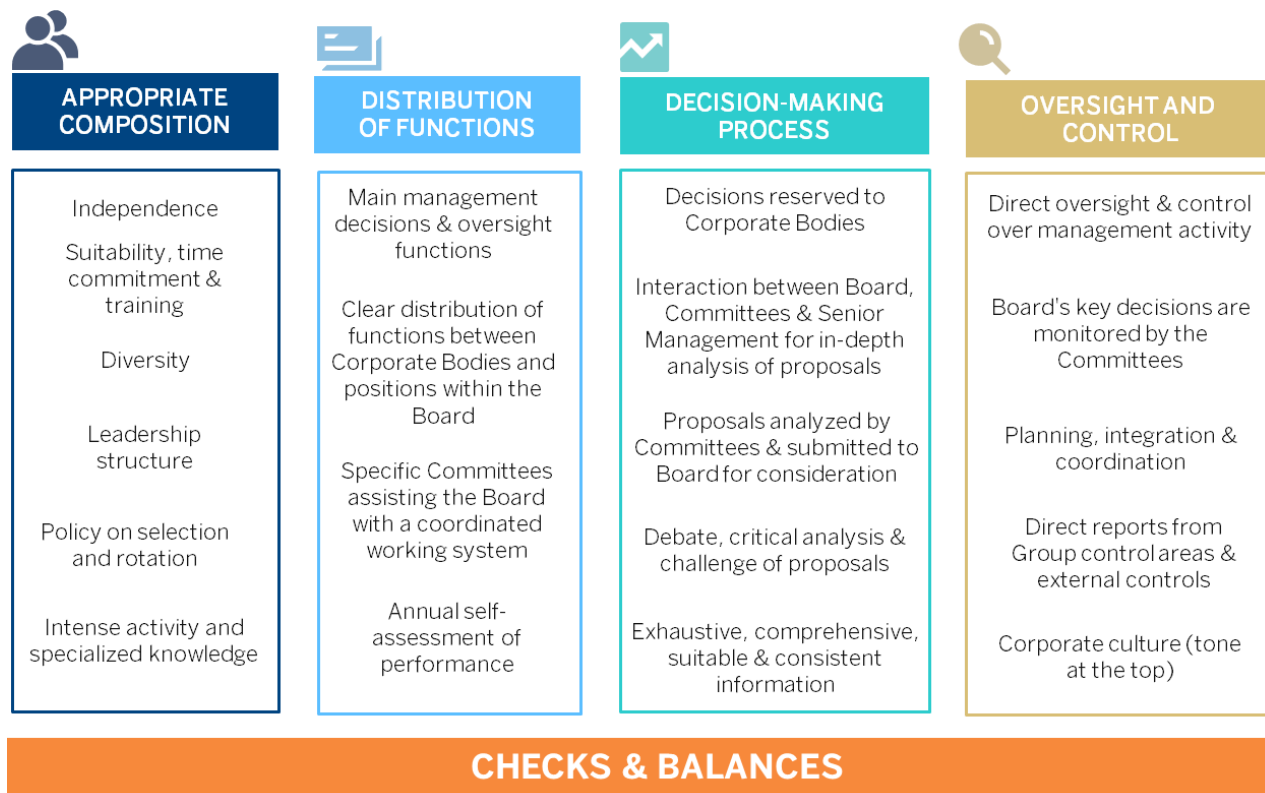 APPROPRIATE
COMPOSITION
Independence
Suitability, time
commitment &
training
Diversity
Leadership
structure
Policy on selection
and rotation
Intense activity and
specialized knowledge
DISTRIBUTION
OF FUNCTIONS
Main management
decisions & oversight
functions
Clear distribution of
functions between
Corporate Bodies and
positions within the
Board
Specific Committees
assisting the Board
with a coordinated
working system
Annual self-
assessment of
performance
DECISION-MAKING
PROCESS
Decisions reserved to
Corporate Bodies
Interaction between Board,
Committees & Senior
Management for in-depth
analysis of proposals
Proposals analyzed by
Committees & submitted to
Board for consideration
Debate, critical analysis &
challenge of proposals
Exhaustive, comprehensive,
suitable & consistent
information
OVERSIGHT AND
CONTROL
Direct oversight & control
over management activity
Board's key decisions are
monitored by the
Committees
Planning, integration &
coordination
Direct reports from
Group control areas &
external controls
Corporate culture (tone
at the top)
CHECKS & BALANCES